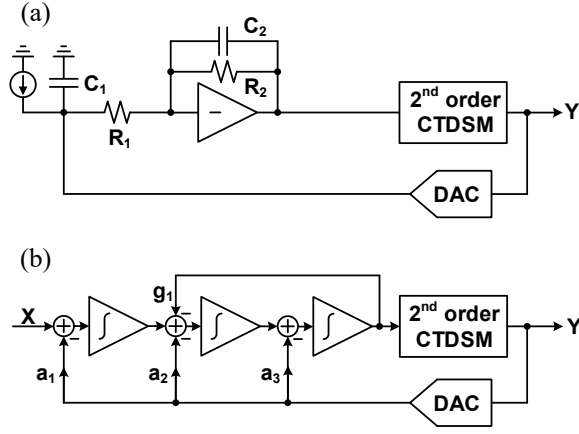 (a)
C₂
R₂
C₁
R₁
−
2ⁿᵈ order
CTDSM
Y
DAC
(b)
X
+
−
∫
g₁
−
+
−
−
∫
+
−
−
∫
2ⁿᵈ order
CTDSM
Y
a₁
a₂
a₃
DAC